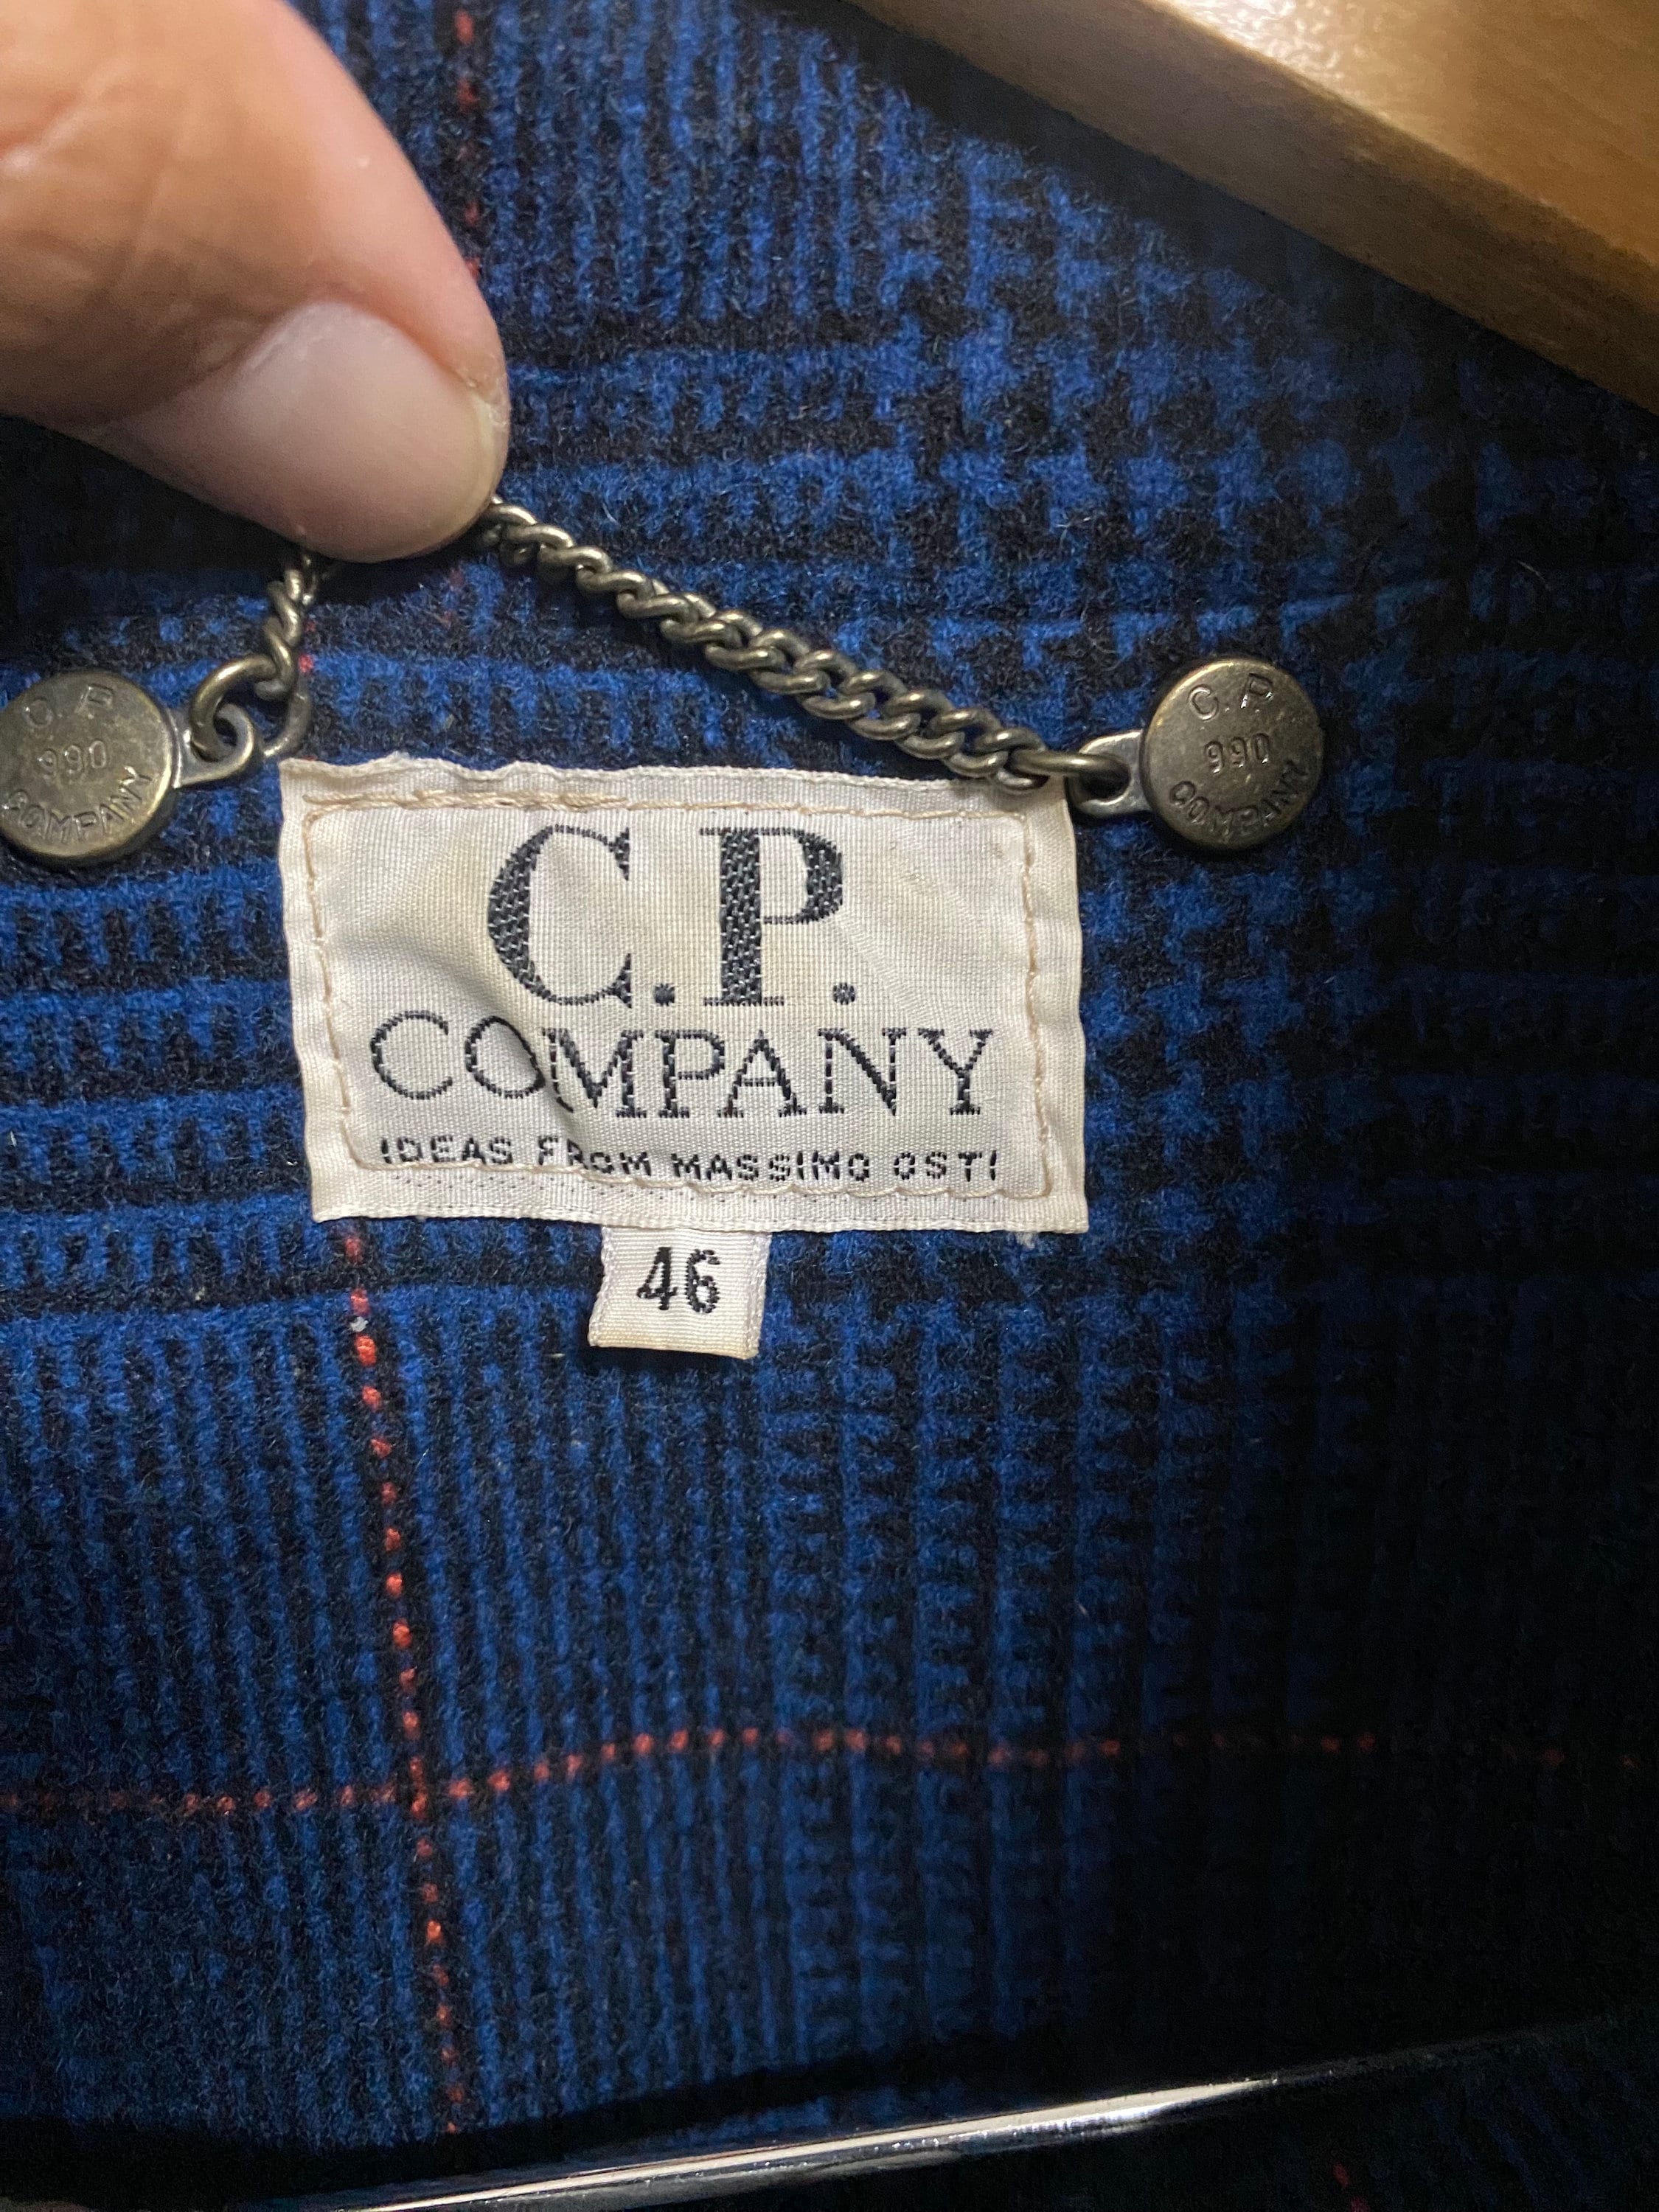 C.P.
990
COMPANY
C.P.
990
COMPANY
C.P.
COMPANY
IDEAS FROM MASSIMO OSTI
46